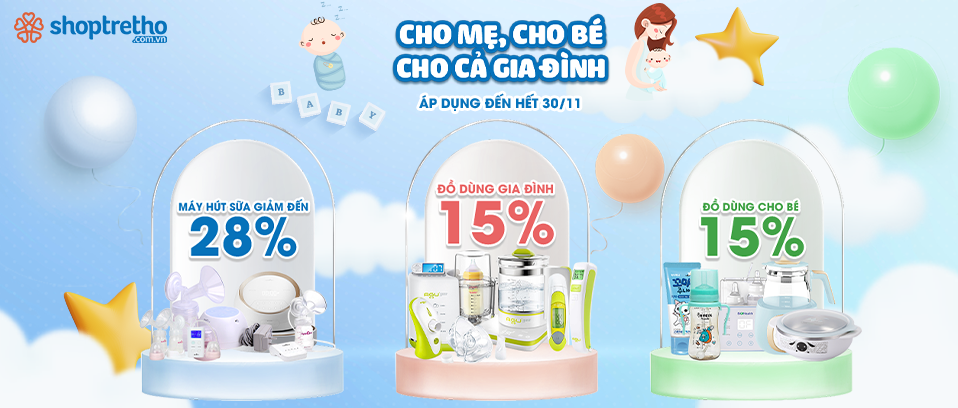 shoptretho
.com.vn
CHO MẸ, CHO BÉ
CHO CẢ GIA ĐÌNH
ÁP DỤNG ĐẾN HẾT 30/11
B A B Y
MÁY HÚT SỮA GIẢM ĐẾN
28%
ĐỒ DÙNG GIA ĐÌNH
15%
ĐỒ DÙNG CHO BÉ
15%